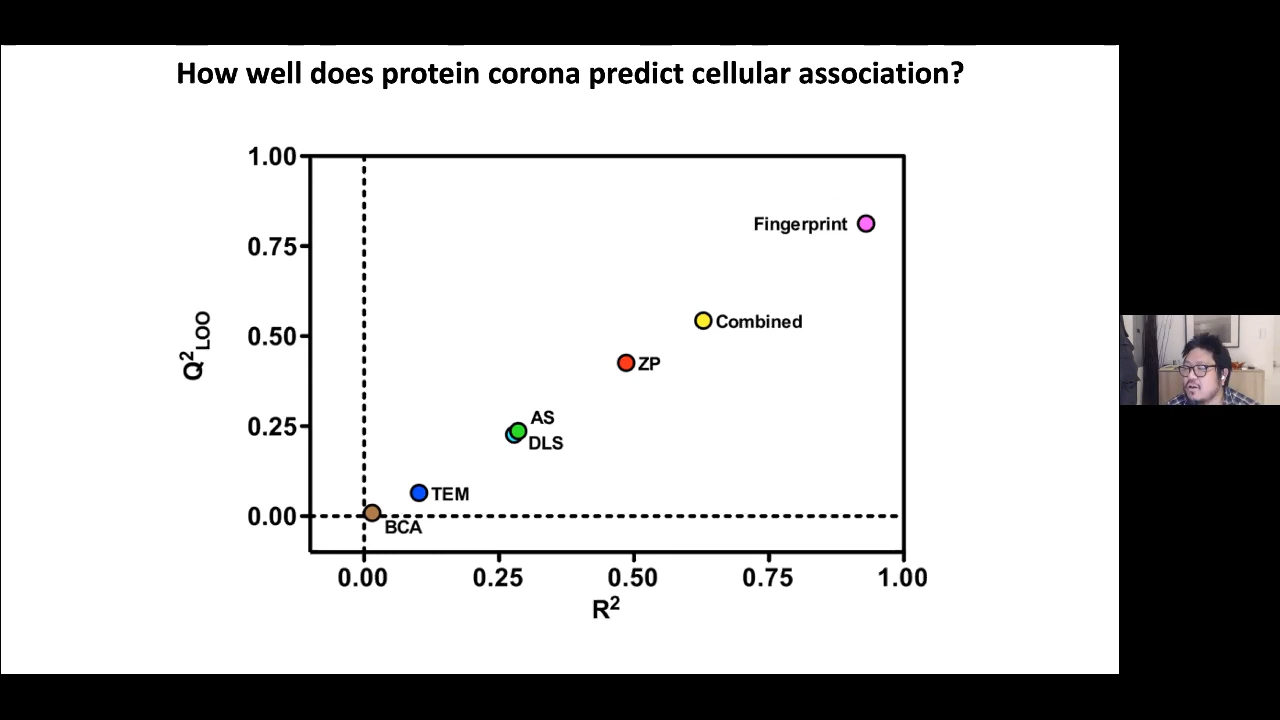 How well does protein corona predict cellular association?
1.00
0.75
0.50
0.25
0.00
Q²LOO
Fingerprint
Combined
ZP
AS
DLS
TEM
BCA
0.00 0.25 0.50 0.75 1.00
R²